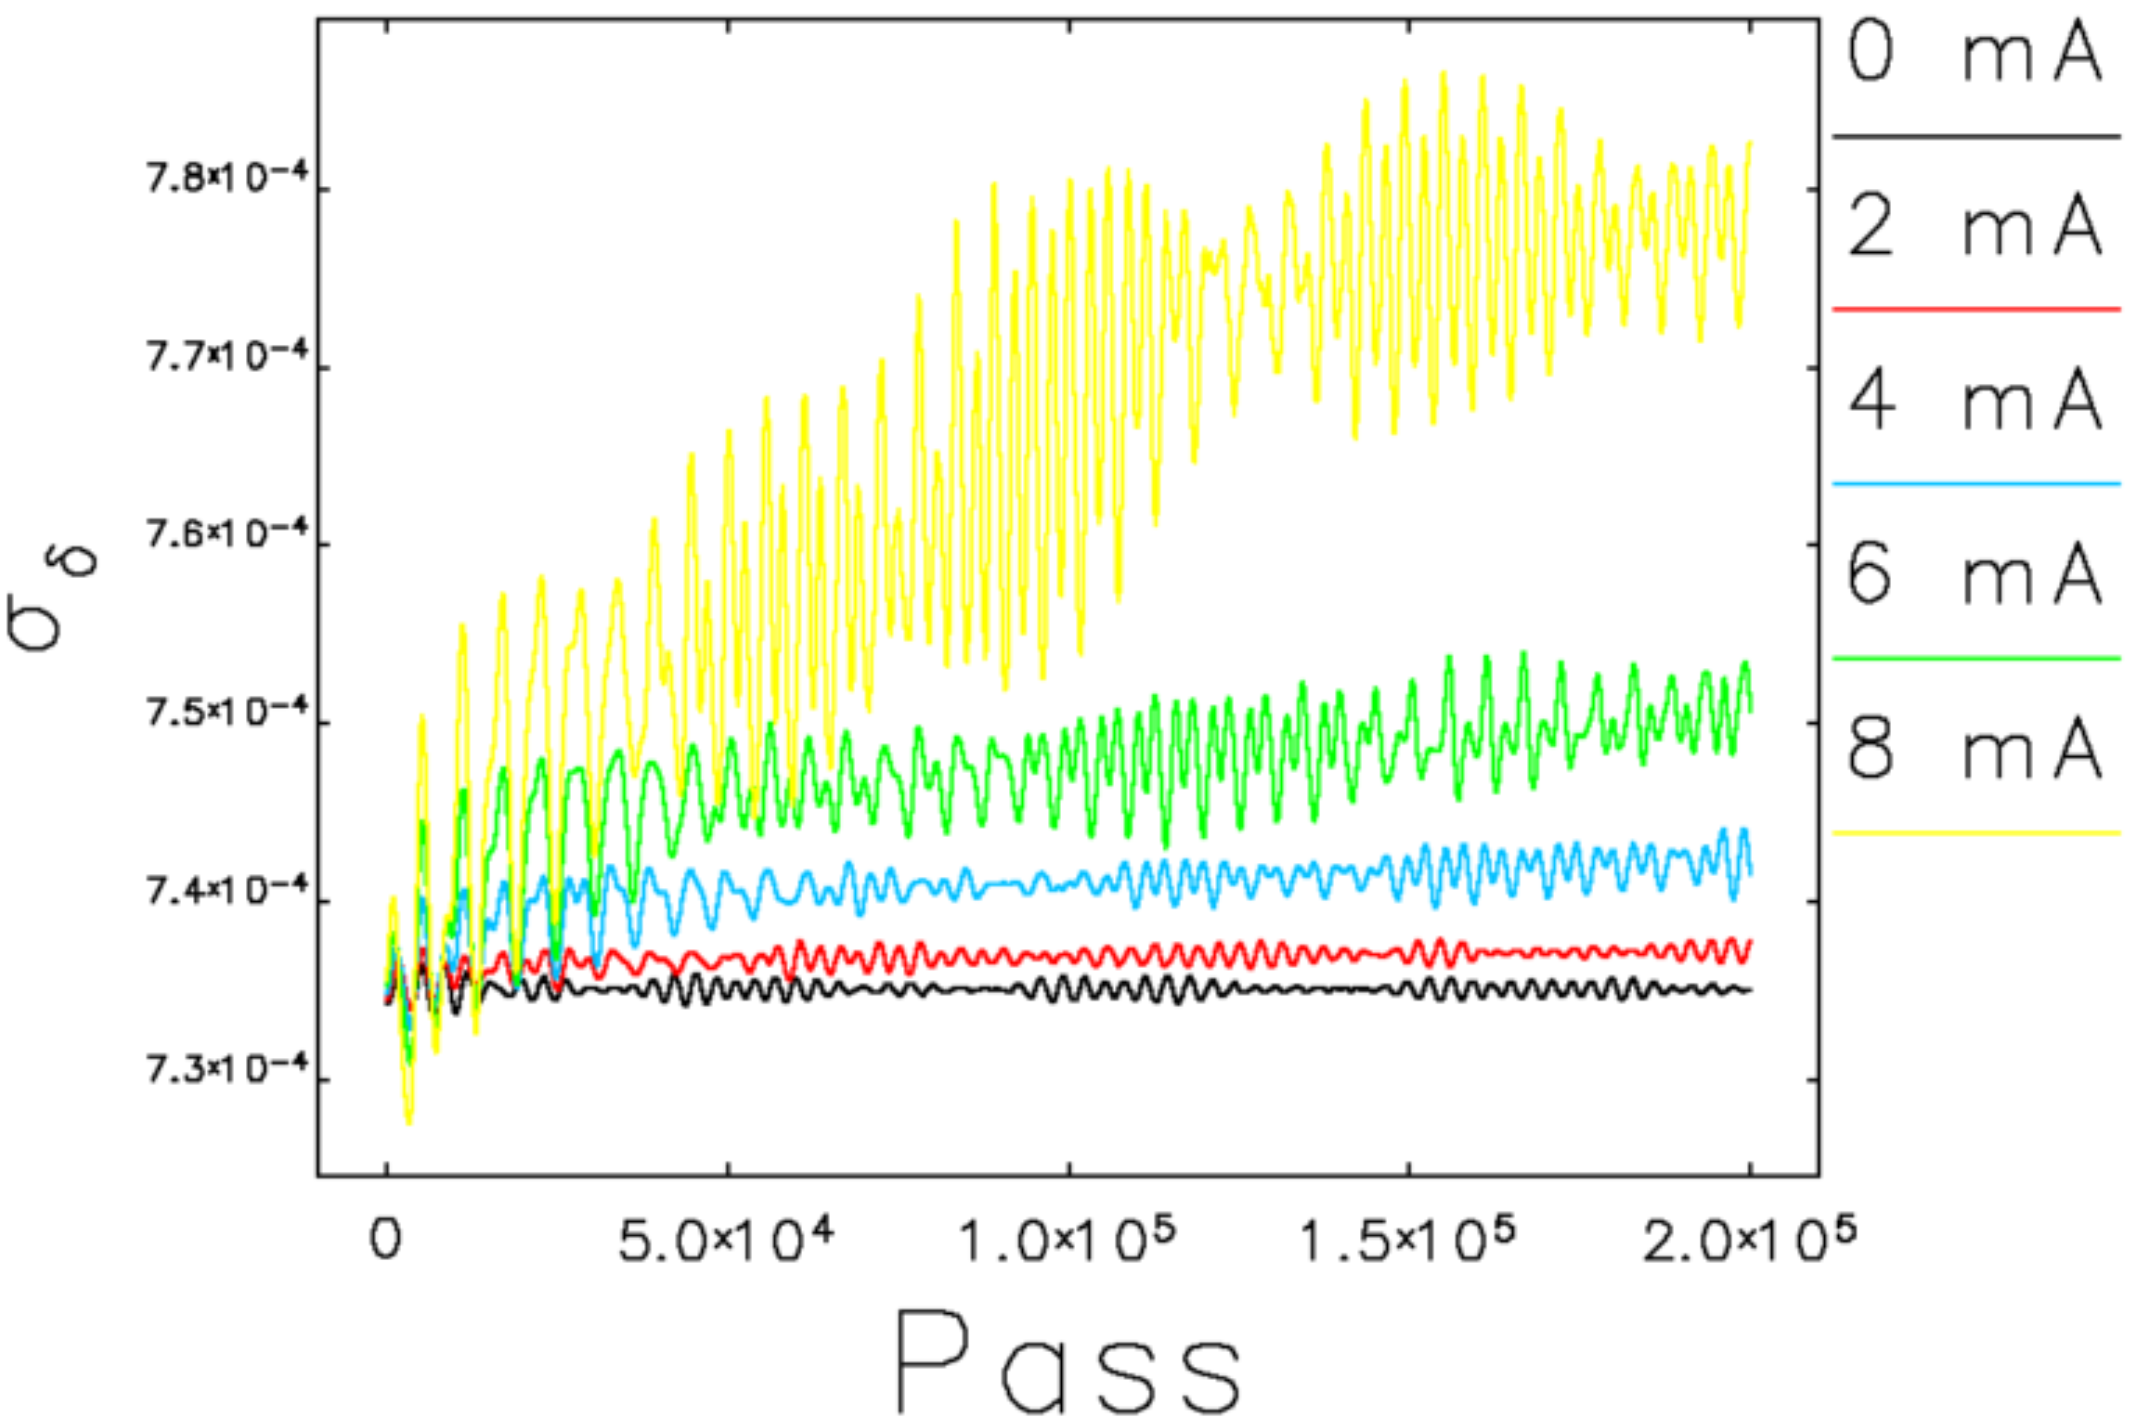 0 mA
2 mA
4 mA
6 mA
8 mA
7.8×10⁻⁴
7.7×10⁻⁴
7.6×10⁻⁴
7.5×10⁻⁴
7.4×10⁻⁴
7.3×10⁻⁴
σ δ
0 5.0×10⁴ 1.0×10⁵ 1.5×10⁵ 2.0×10⁵
Pass